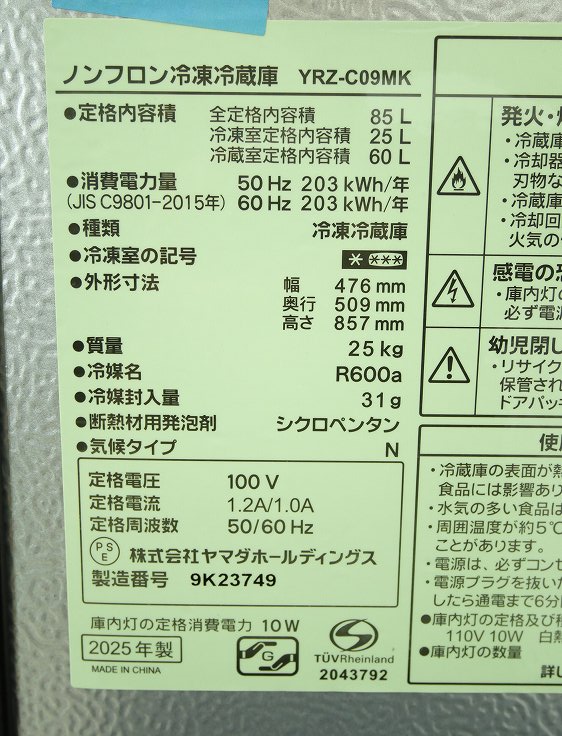 ノンフロン冷凍冷蔵庫 YRZ-C09MK
●定格内容積 全定格内容積 85 L
冷凍室定格内容積 25 L
冷蔵室定格内容積 60 L
●消費電力量 50 Hz 203 kWh/年
(JIS C9801-2015年) 60 Hz 203 kWh/年
●種類 冷凍冷蔵庫
●冷凍室の記号 * ***
●外形寸法 幅 476 mm
奥行 509 mm
高さ 857 mm
●質量 25 kg
●冷媒名 R600a
●冷媒封入量 31 g
●断熱材用発泡剤 シクロペンタン
●気候タイプ N
定格電圧 100 V
定格電流 1.2A/1.0A
定格周波数 50/60 Hz
PSE 株式会社ヤマダホールディングス
製造番号 9K23749
庫内灯の定格消費電力 10 W
2025年製
MADE IN CHINA
G
TÜVRheinland
2043792
発火・
・冷蔵庫
・冷却器
刃物な
・冷蔵庫
・冷却回
火気の
感電の
・庫内灯の
必ず電源
幼児閉じ
・リサイク
保管され
ドアパッキ
使用
・冷蔵庫の表面が熱
食品には影響あり
・水気の多い食品は
・周囲温度が約5℃
ことがあります。
・電源は、必ずコンセ
・電源プラグを抜いた
したら通電まで6分
●庫内灯の定格及び種
110V 10W 白熱
●庫内灯の数量
詳し